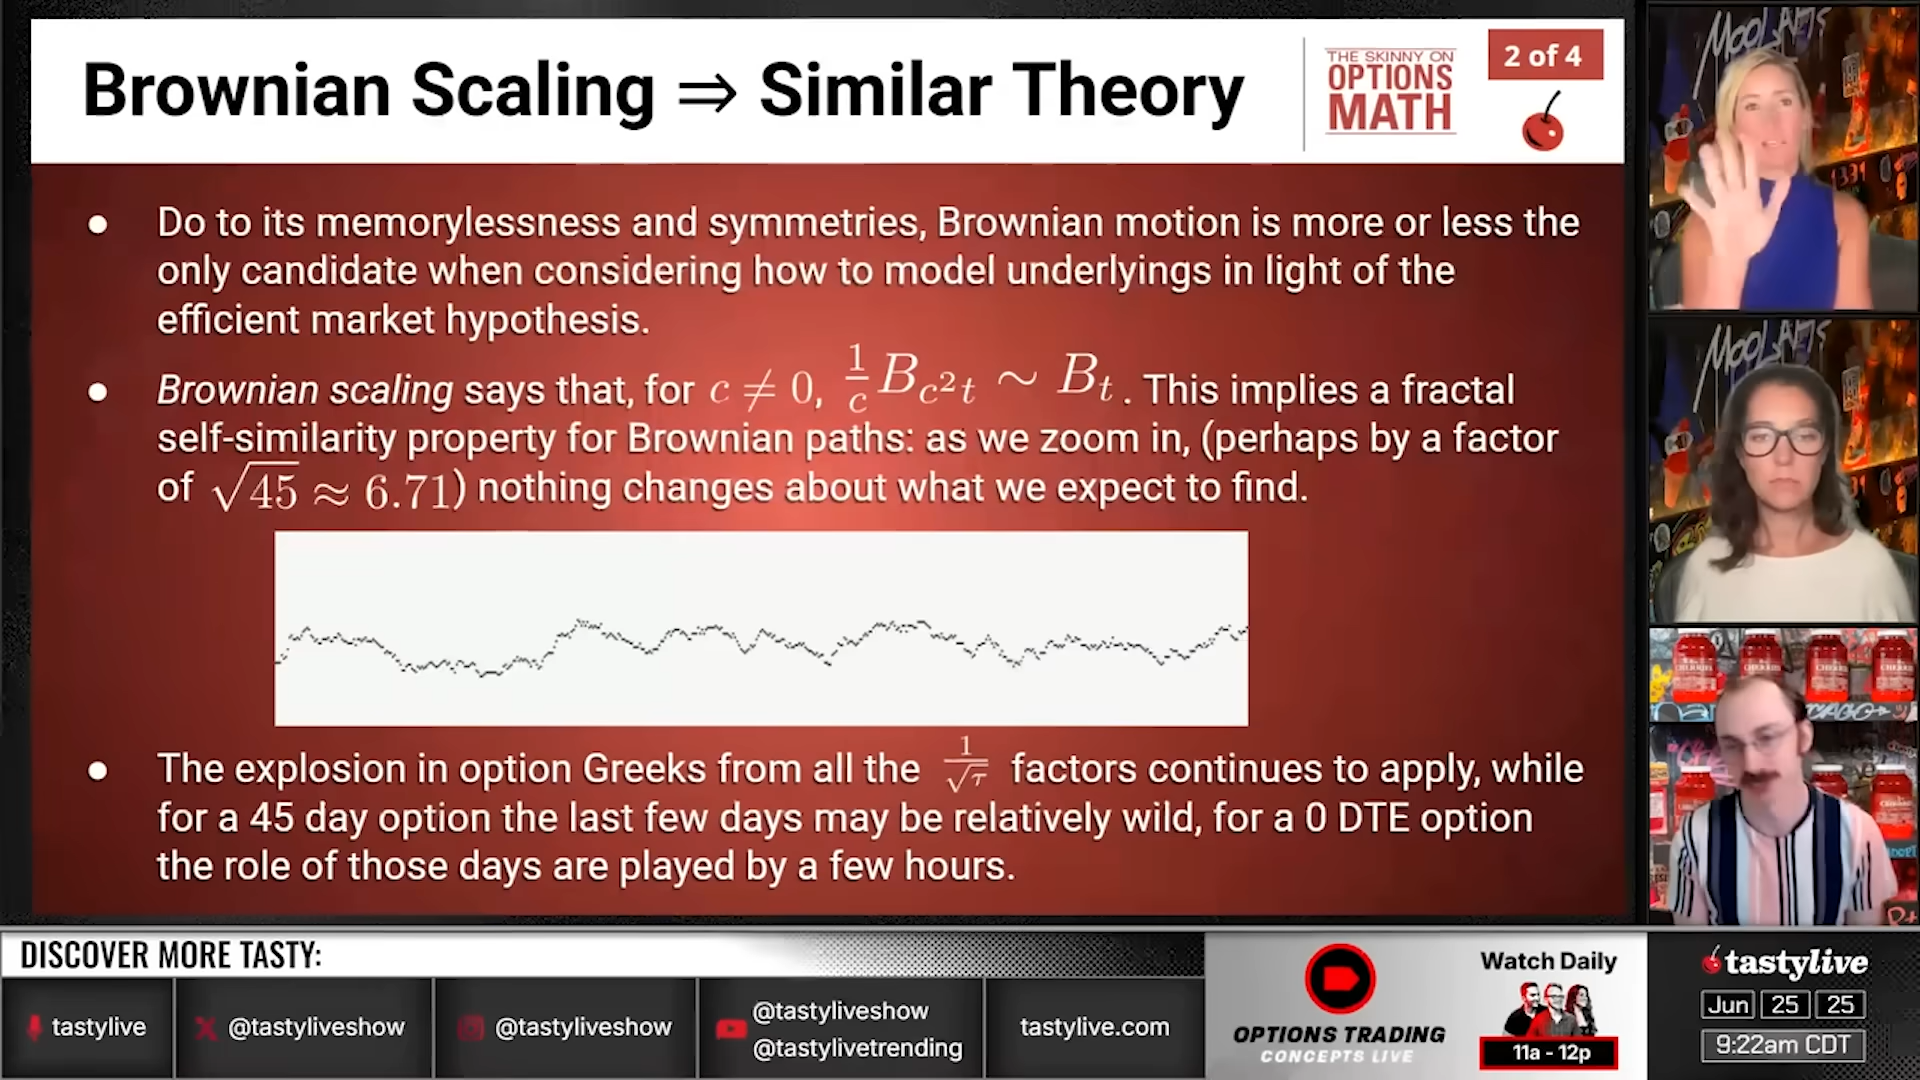 Brownian Scaling ⇒ Similar Theory
THE SKINNY ON
OPTIONS
MATH
2 of 4
● Do to its memorylessness and symmetries, Brownian motion is more or less the
only candidate when considering how to model underlyings in light of the
efficient market hypothesis.
● Brownian scaling says that, for c ≠ 0, 1/c B_{c²t} ∼ B_t. This implies a fractal
self-similarity property for Brownian paths: as we zoom in, (perhaps by a factor
of √45 ≈ 6.71) nothing changes about what we expect to find.
● The explosion in option Greeks from all the 1/√τ factors continues to apply, while
for a 45 day option the last few days may be relatively wild, for a 0 DTE option
the role of those days are played by a few hours.
DISCOVER MORE TASTY:
tastylive
@tastyliveshow
@tastyliveshow
@tastyliveshow
@tastylivetrending
tastylive.com
OPTIONS TRADING
CONCEPTS LIVE
Watch Daily
11a - 12p
tastylive
Jun 25 25
9:22am CDT